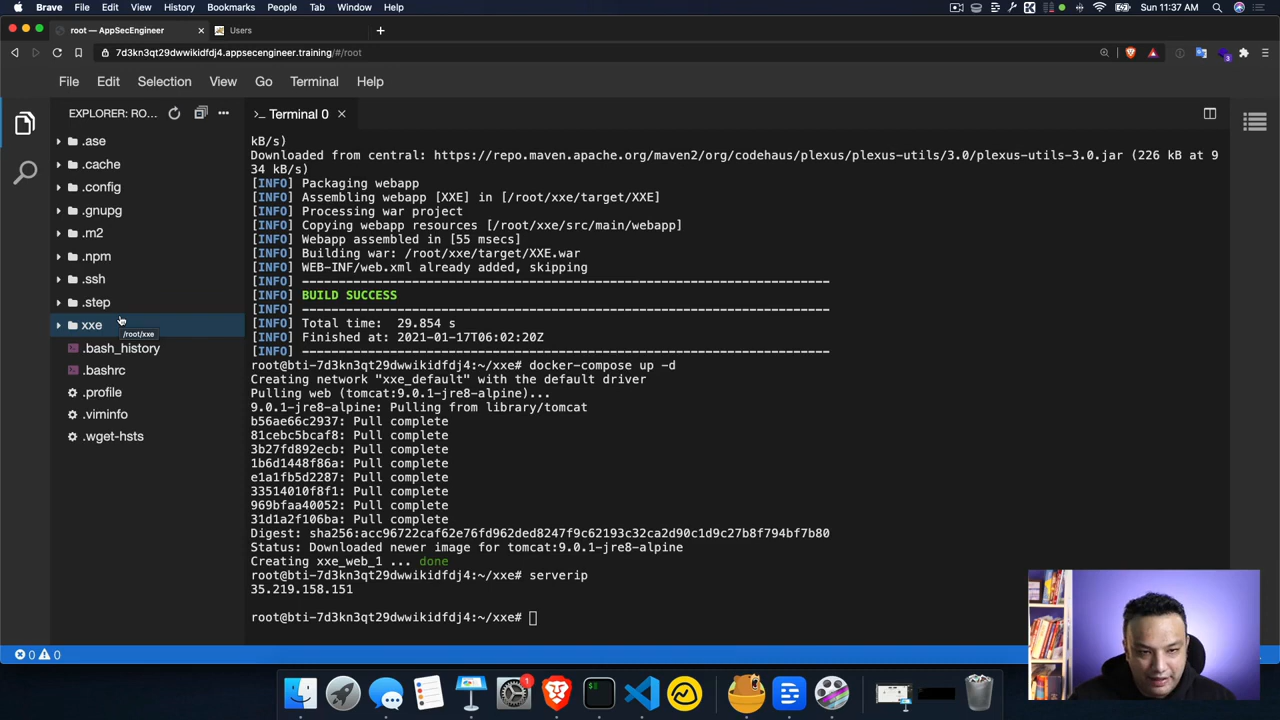 Brave File Edit View History Bookmarks People Tab Window Help Sun 11:37 AM
root — AppSecEngineer × Users +
7d3kn3qt29dwwikidfdj4.appsecengineer.training/#/root
3
File Edit Selection View Go Terminal Help
EXPLORER: RO...
.ase
.cache
.config
.gnupg
.m2
.npm
.ssh
.step
xxe
/root/xxe
.bash_history
.bashrc
.profile
.viminfo
.wget-hsts
>_ Terminal 0 ×
kB/s)
Downloaded from central: https://repo.maven.apache.org/maven2/org/codehaus/plexus/plexus-utils/3.0/plexus-utils-3.0.jar (226 kB at 9
34 kB/s)
[INFO] Packaging webapp
[INFO] Assembling webapp [XXE] in [/root/xxe/target/XXE]
[INFO] Processing war project
[INFO] Copying webapp resources [/root/xxe/src/main/webapp]
[INFO] Webapp assembled in [55 msecs]
[INFO] Building war: /root/xxe/target/XXE.war
[INFO] WEB-INF/web.xml already added, skipping
[INFO] ------------------------------------------------------------------------
[INFO] BUILD SUCCESS
[INFO] ------------------------------------------------------------------------
[INFO] Total time:  29.854 s
[INFO] Finished at: 2021-01-17T06:02:20Z
[INFO] ------------------------------------------------------------------------
root@bti-7d3kn3qt29dwwikidfdj4:~/xxe# docker-compose up -d
Creating network "xxe_default" with the default driver
Pulling web (tomcat:9.0.1-jre8-alpine)...
9.0.1-jre8-alpine: Pulling from library/tomcat
b56ae66c2937: Pull complete
81cebc5bcaf8: Pull complete
3b27fd892ecb: Pull complete
1b6d1448f86a: Pull complete
e1a1fb5d2287: Pull complete
33514010f8f1: Pull complete
969bfaa40052: Pull complete
31d1a2f106ba: Pull complete
Digest: sha256:acc96722caf62e76fd962ded8247f9c62193c32ca2d90c1d9c27b8f794bf7b80
Status: Downloaded newer image for tomcat:9.0.1-jre8-alpine
Creating xxe_web_1 ... done
root@bti-7d3kn3qt29dwwikidfdj4:~/xxe# serverip
35.219.158.151
root@bti-7d3kn3qt29dwwikidfdj4:~/xxe#
0 0
1